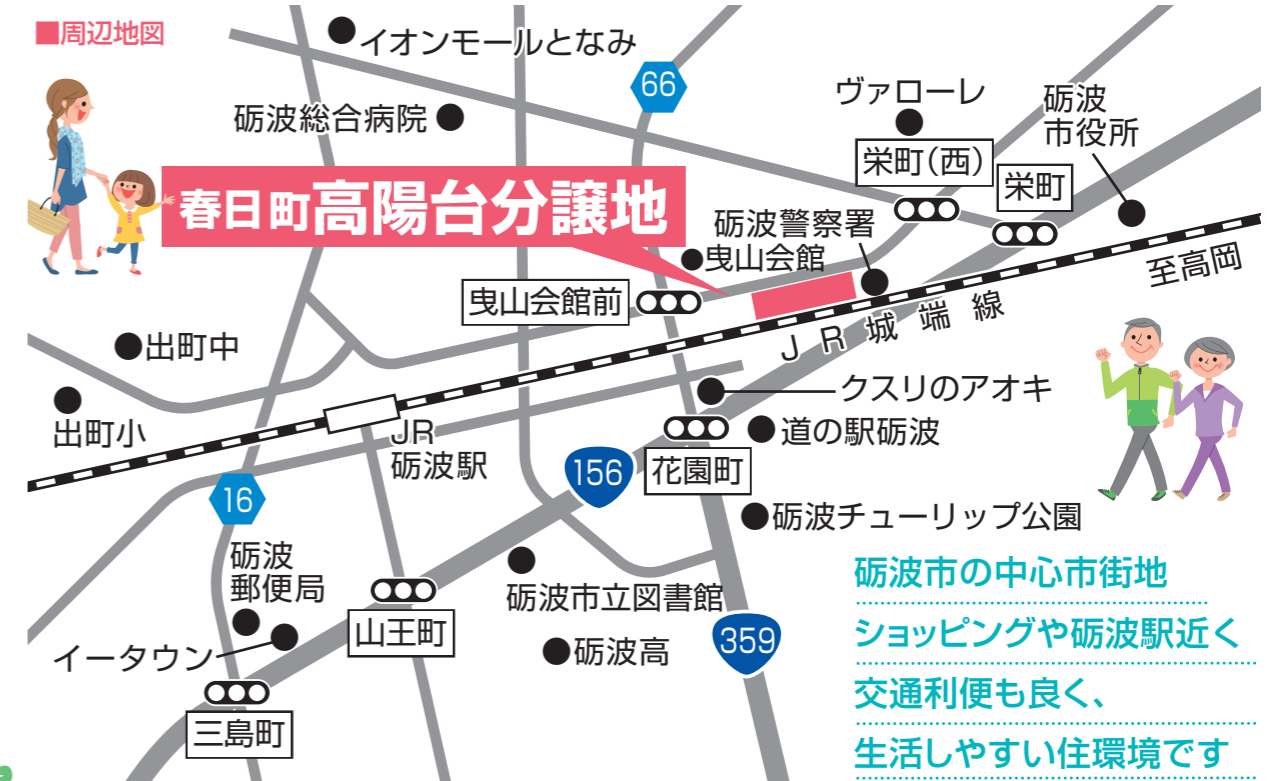 ■周辺地図
イオンモールとなみ
66
ヴァローレ
砺波
市役所
砺波総合病院
栄町(西)
栄町
春日町高陽台分譲地
砺波警察署
曳山会館
至高岡
曳山会館前
JR城端線
出町中
クスリのアオキ
出町小
道の駅砺波
JR
砺波駅
156
花園町
16
砺波チューリップ公園
砺波
郵便局
砺波市立図書館
山王町
359
イータウン
砺波高
三島町
砺波市の中心市街地
ショッピングや砺波駅近く
交通利便も良く、
生活しやすい住環境です